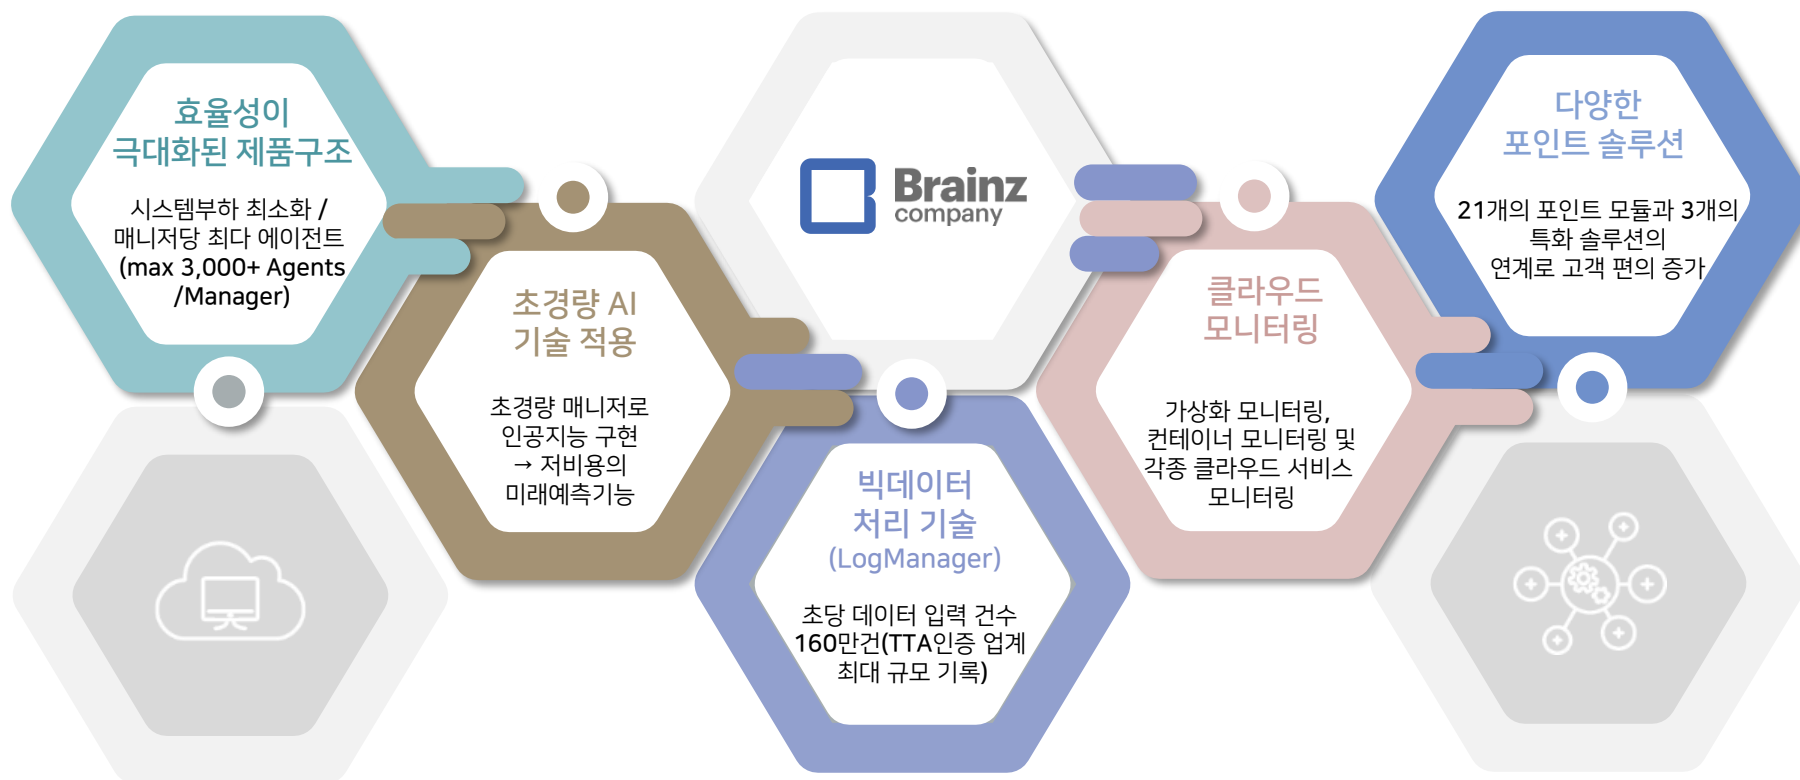 효율성이
극대화된 제품구조
시스템부하 최소화 /
매니저당 최다 에이전트
(max 3,000+ Agents
/Manager)
초경량 AI
기술 적용
초경량 매니저로
인공지능 구현
→ 저비용의
미래예측기능
Brainz
company
빅데이터
처리 기술
(LogManager)
초당 데이터 입력 건수
160만건(TTA인증 업계
최대 규모 기록)
클라우드
모니터링
가상화 모니터링,
컨테이너 모니터링 및
각종 클라우드 서비스
모니터링
다양한
포인트 솔루션
21개의 포인트 모듈과 3개의
특화 솔루션의
연계로 고객 편의 증가